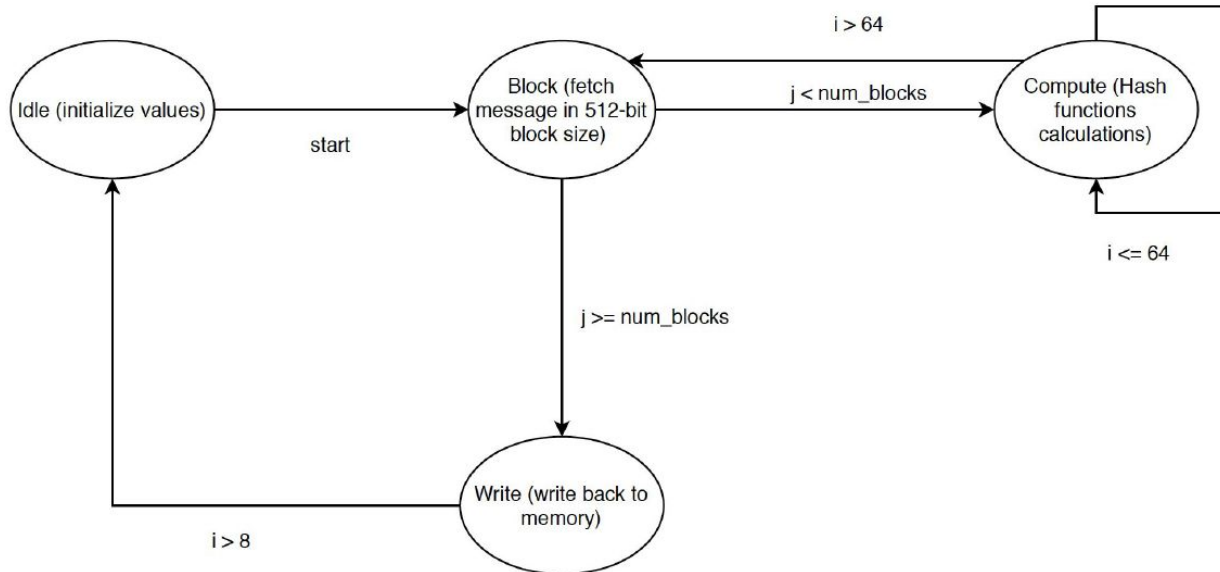 i > 64
Idle (initialize values)
Block (fetch
message in 512-bit
block size)
j < num_blocks
Compute (Hash
functions
calculations)
start
i <= 64
j >= num_blocks
Write (write back to
memory)
i > 8